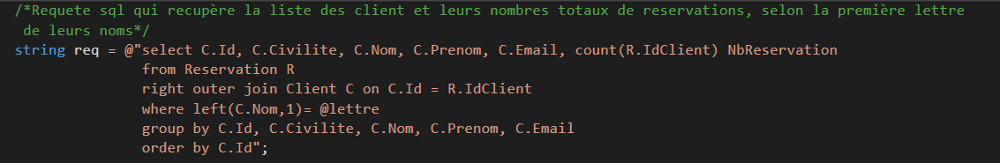 /*Requete sql qui recupère la liste des client et leurs nombres totaux de reservations, selon la première lettre
de leurs noms*/
string req = @"select C.Id, C.Civilite, C.Nom, C.Prenom, C.Email, count(R.IdClient) NbReservation
from Reservation R
right outer join Client C on C.Id = R.IdClient
where left(C.Nom,1)= @lettre
group by C.Id, C.Civilite, C.Nom, C.Prenom, C.Email
order by C.Id";